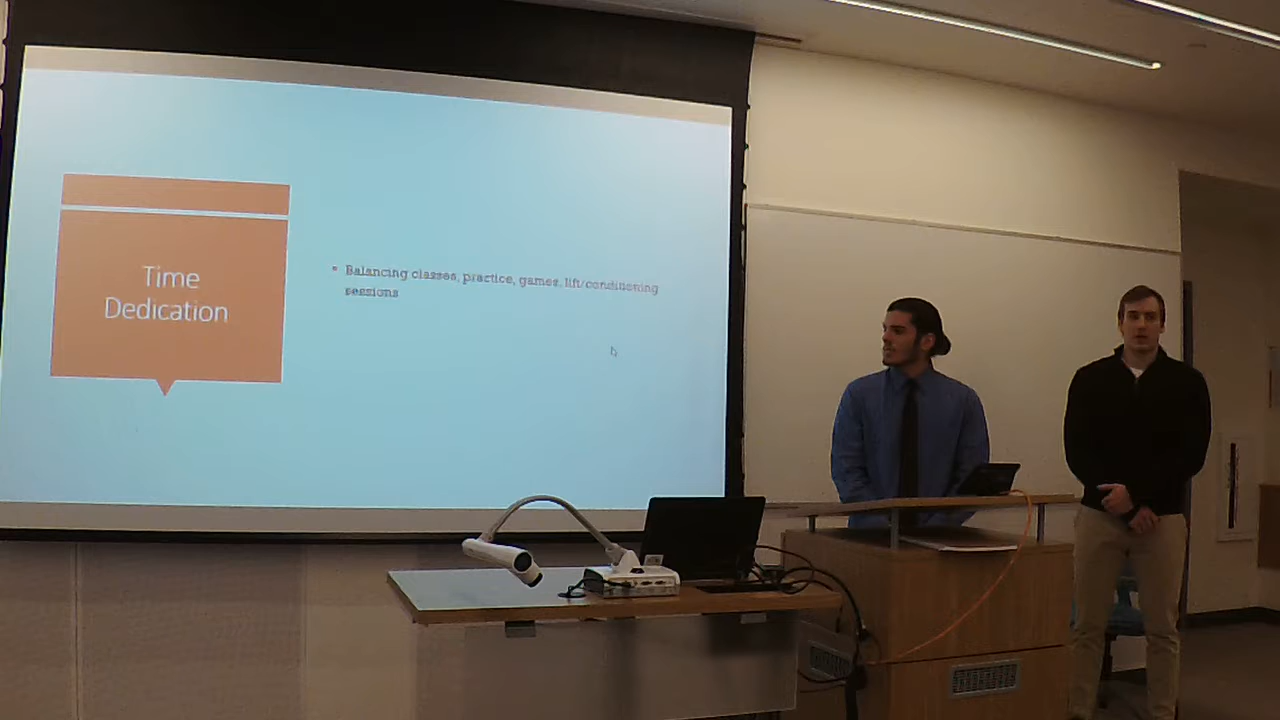 Time
Dedication
• Balancing classes, practice, games, lift/conditioning
sessions